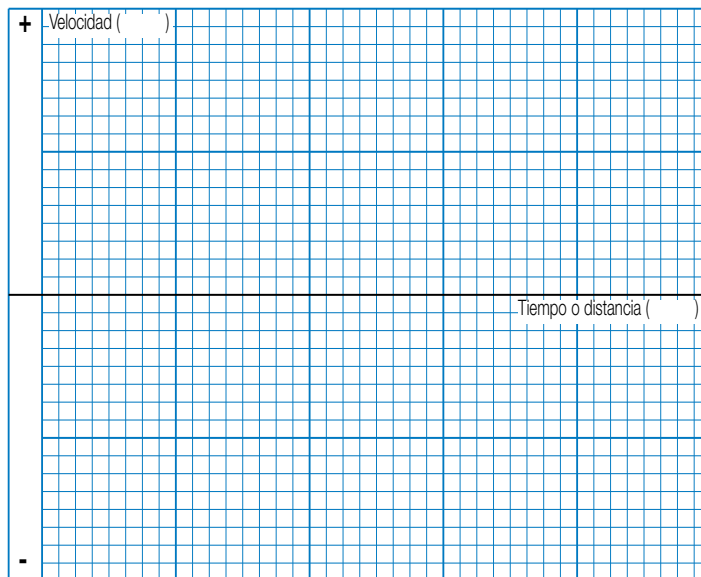 + Velocidad (        )
Tiempo o distancia (        )
-